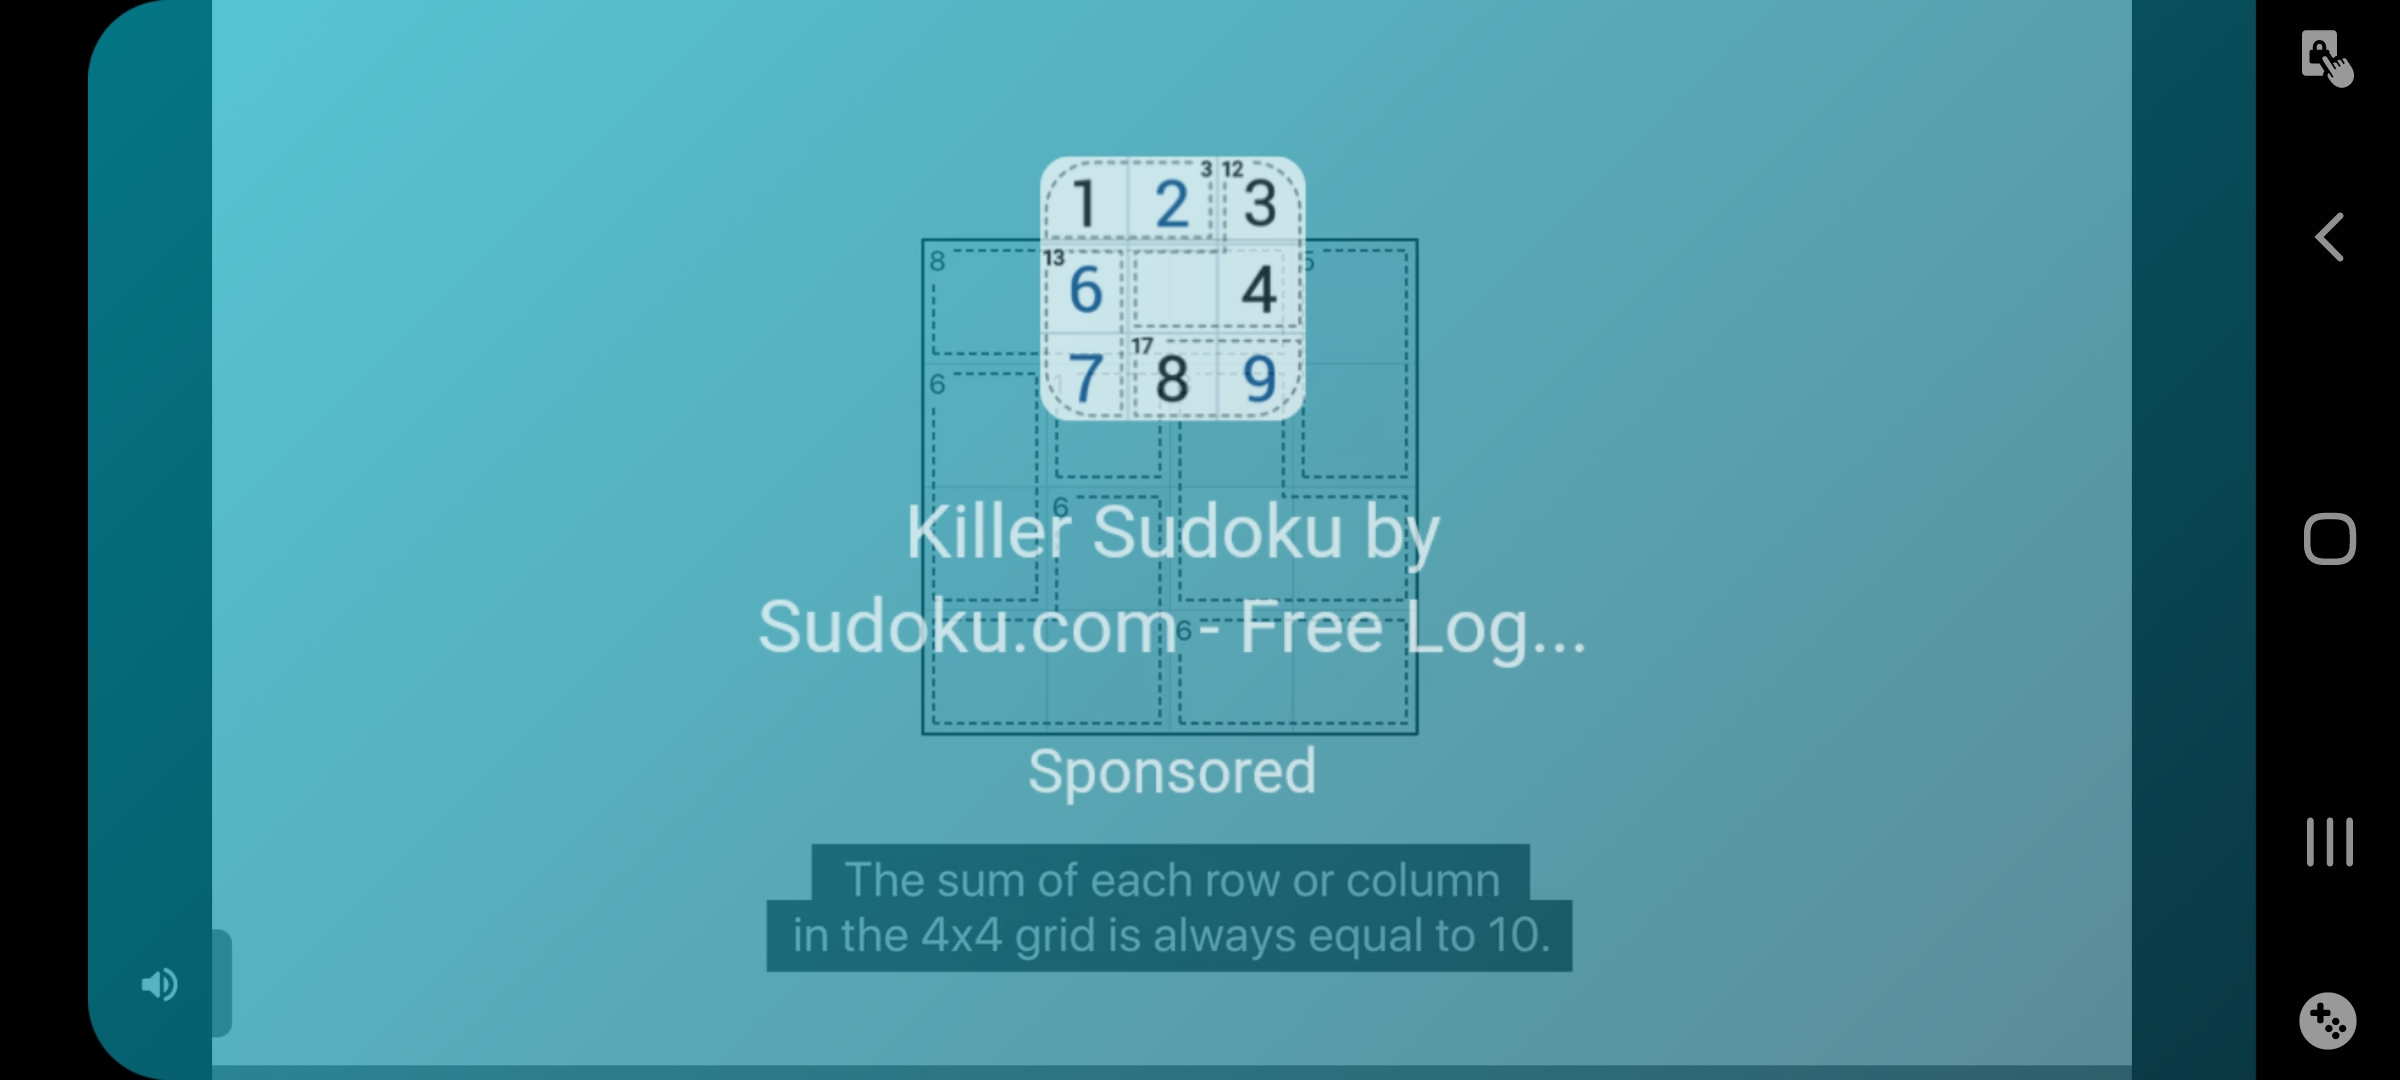 1 2 3 12 3
8 13 6 4 5
6 7 17 8 9
6
Killer Sudoku by
Sudoku.com - Free Log...
6
Sponsored
The sum of each row or column
in the 4x4 grid is always equal to 10.